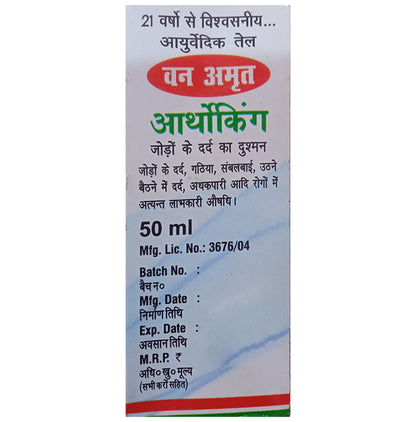 21 वर्षो से विश्वसनीय...
आयुर्वेदिक तेल
वन अमृत
आर्थोकिंग
जोड़ों के दर्द का दुश्मन
जोड़ों के दर्द, गठिया, संबलबाई, उठने
बैठने में दर्द, अधकपारी आदि रोगों में
अत्यन्त लाभकारी औषधि।
50 ml
Mfg. Lic. No.: 3676/04
Batch No. :
बैच न०
Mfg. Date :
निर्माण तिथि
Exp. Date :
अवसान तिथि
M.R.P. ₹
अधि० खु० मूल्य
(सभी करों सहित)